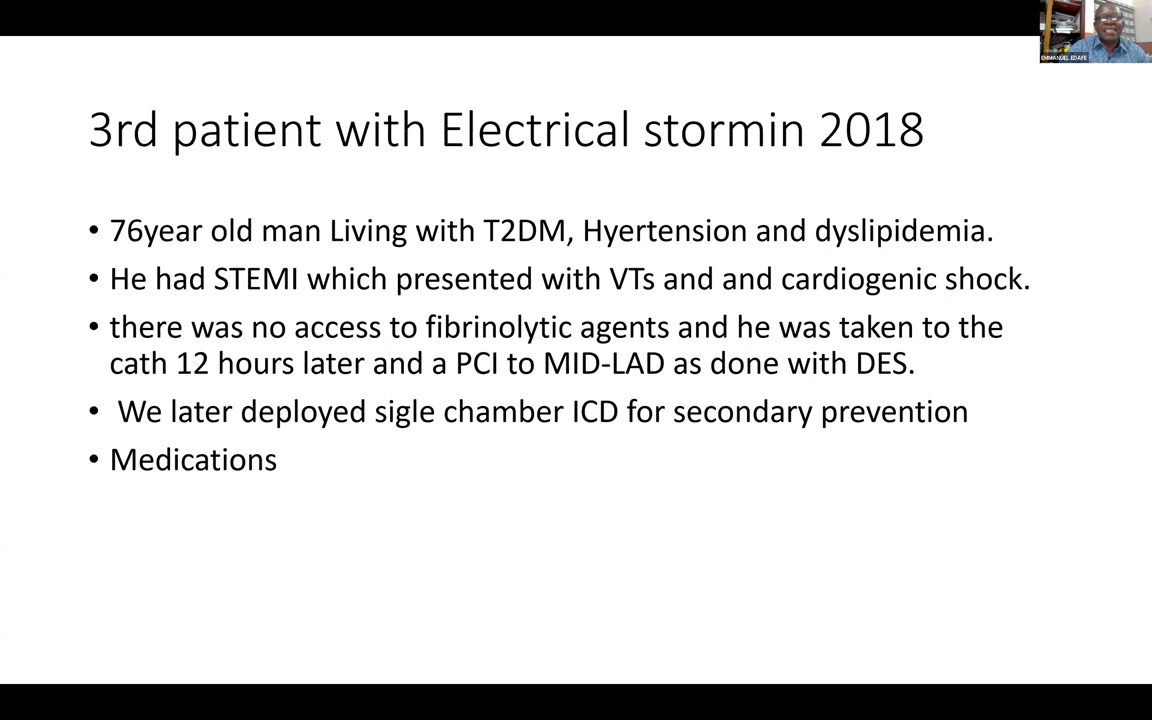 EMMANUEL EDAFE
3rd patient with Electrical stormin 2018
• 76year old man Living with T2DM, Hyertension and dyslipidemia.
• He had STEMI which presented with VTs and and cardiogenic shock.
• there was no access to fibrinolytic agents and he was taken to the
cath 12 hours later and a PCI to MID-LAD as done with DES.
• We later deployed sigle chamber ICD for secondary prevention
• Medications